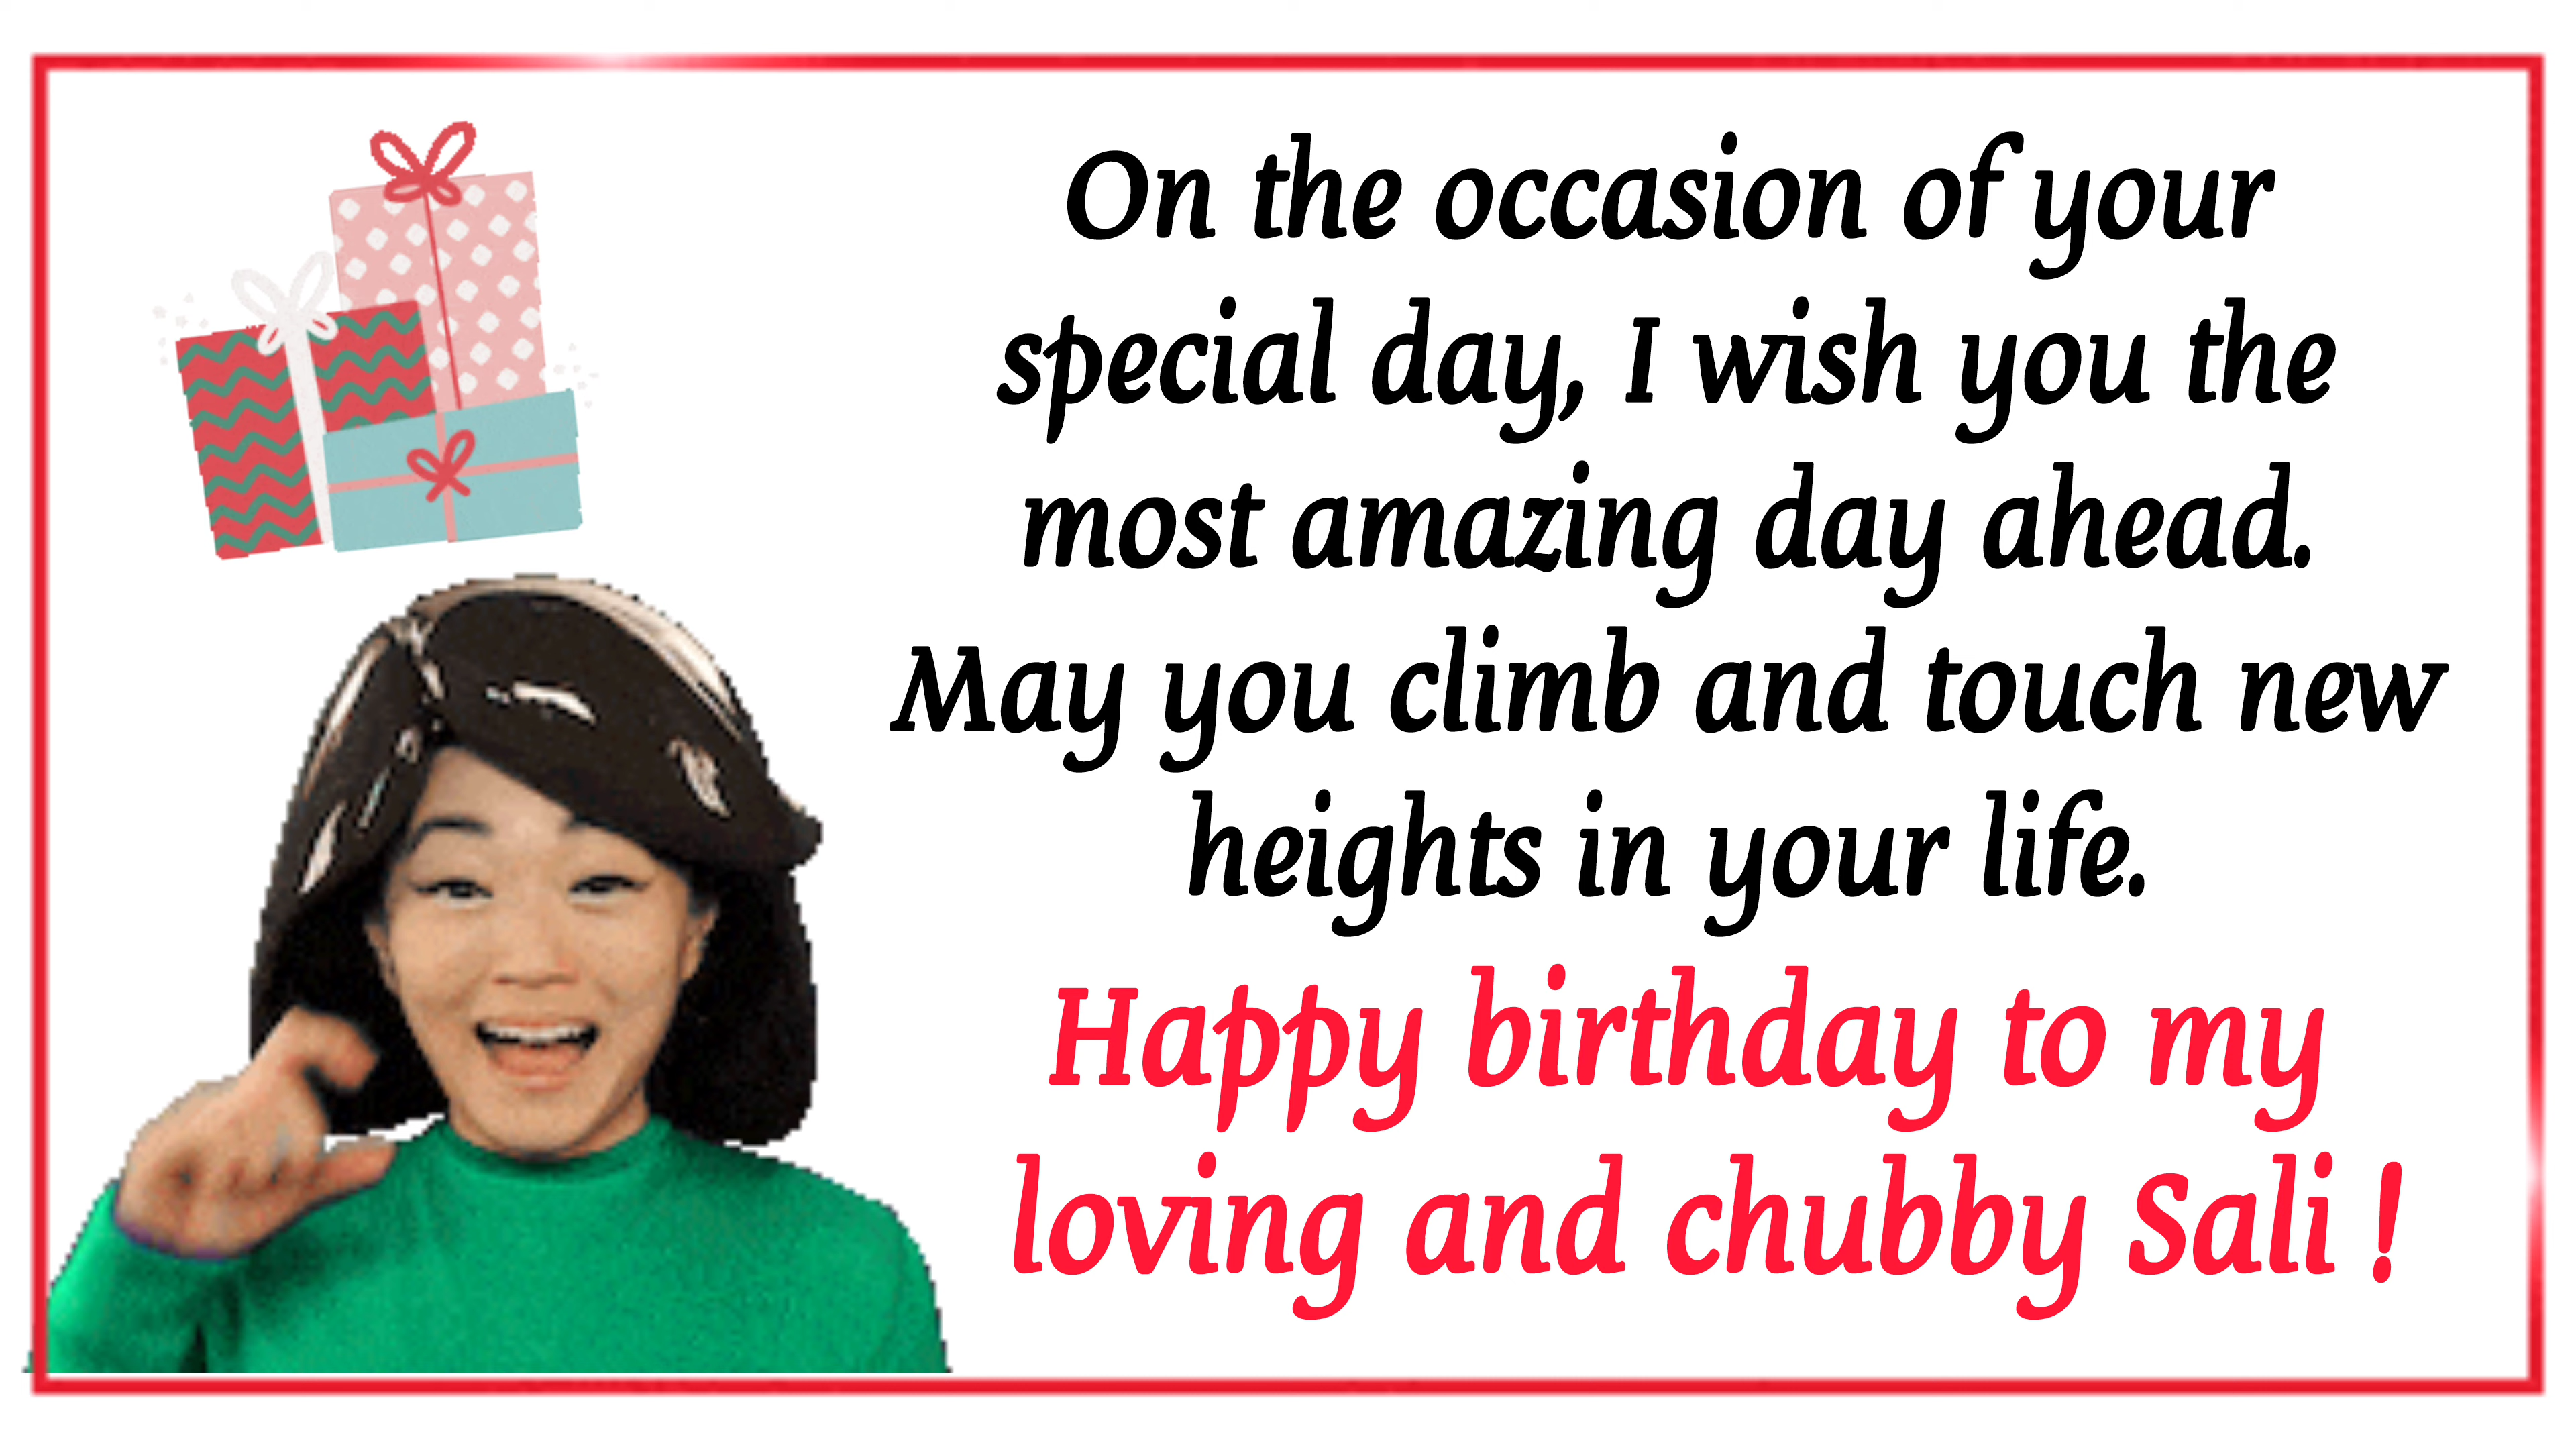 On the occasion of your
special day, I wish you the
most amazing day ahead.
May you climb and touch new
heights in your life.
Happy birthday to my
loving and chubby Sali !